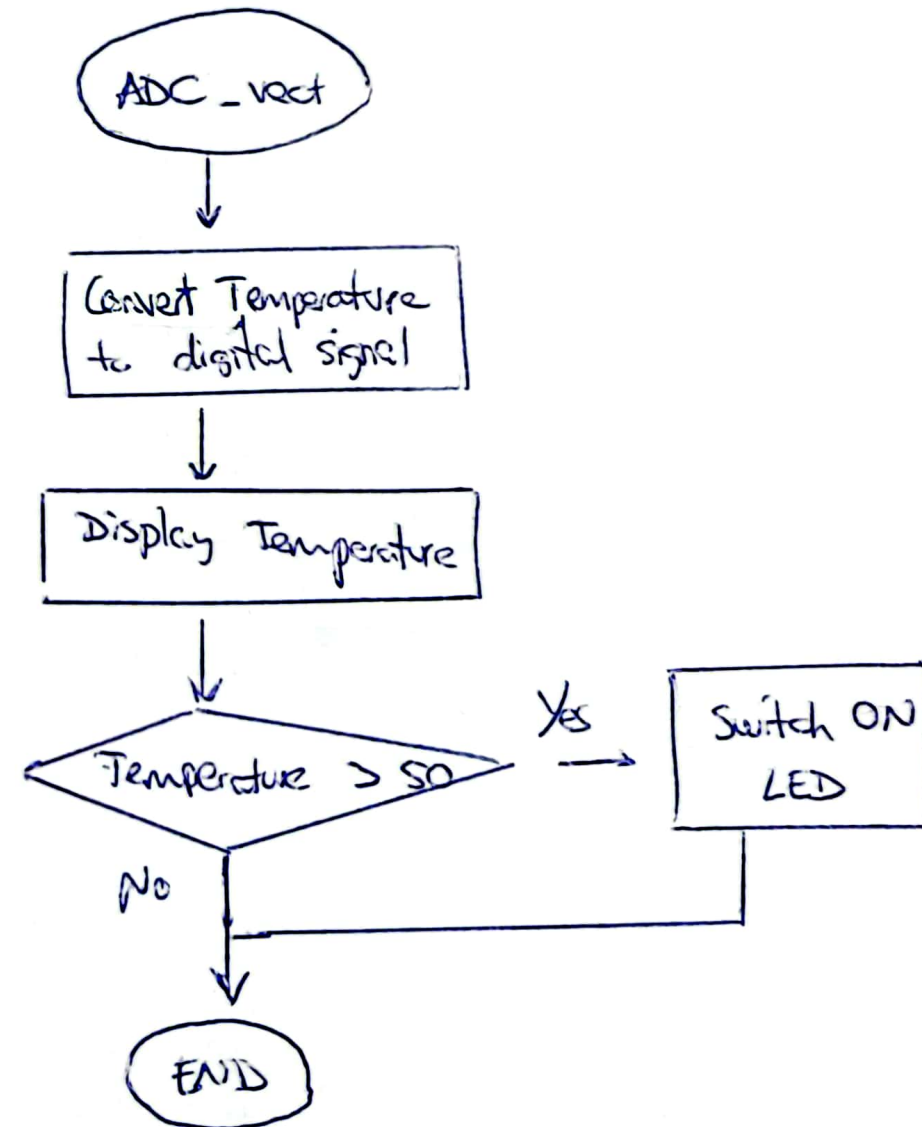 ADC_vect
Convert Temperature
to digital signal
Display Temperature
Temperature > 50
Yes
Switch ON
LED
No
END